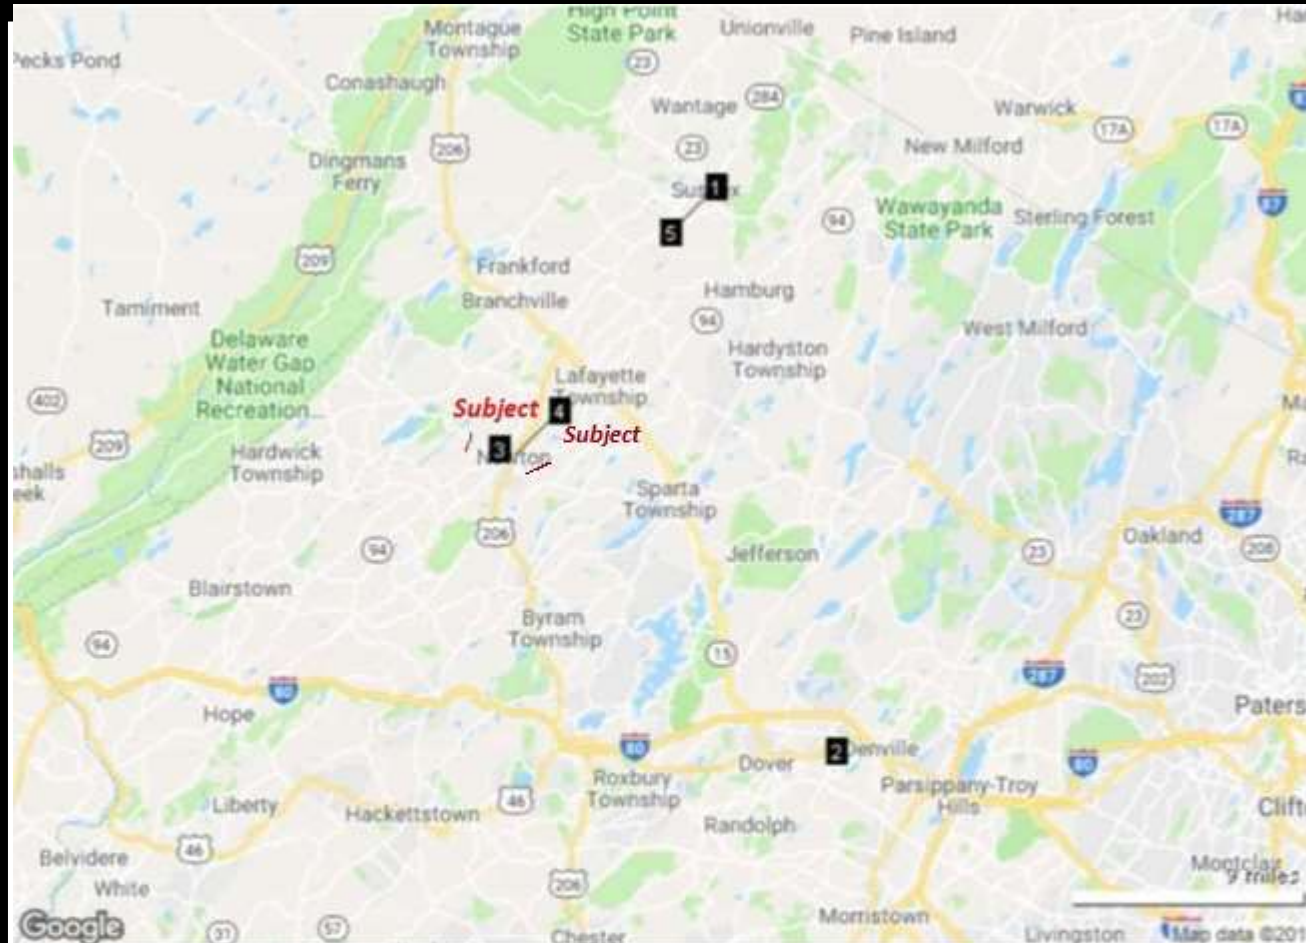 High Point
State Park
Unionville
Pine Island
Montague
Township
Pecks Pond
Conashaugh
23
Wantage
284
Warwick
17A
17A
206
23
New Milford
Dingmans
Ferry
1
87
Wawayanda
State Park
94
Sterling Forest
5
209
Frankford
Tamiment
Branchville
Hamburg
94
West Milford
Delaware
Water Gap
National
Recreation...
Hardyston
Township
Lafayette
Township
402
Subject
4
Subject
209
3
Hardwick
Township
Sparta
Township
206
94
Jefferson
23
287
Oakland
208
Blairstown
Byram
Township
23
94
15
287
202
80
Hope
Paters
80
2
Denville
80
Dover
Roxbury
Township
Parsippany-Troy
Hills
46
Liberty
Hackettstown
Randolph
Clift
46
Belvidere
White
206
Montclair
9 miles
Google
31
57
Chester
Morristown
Livingston
Map data ©201